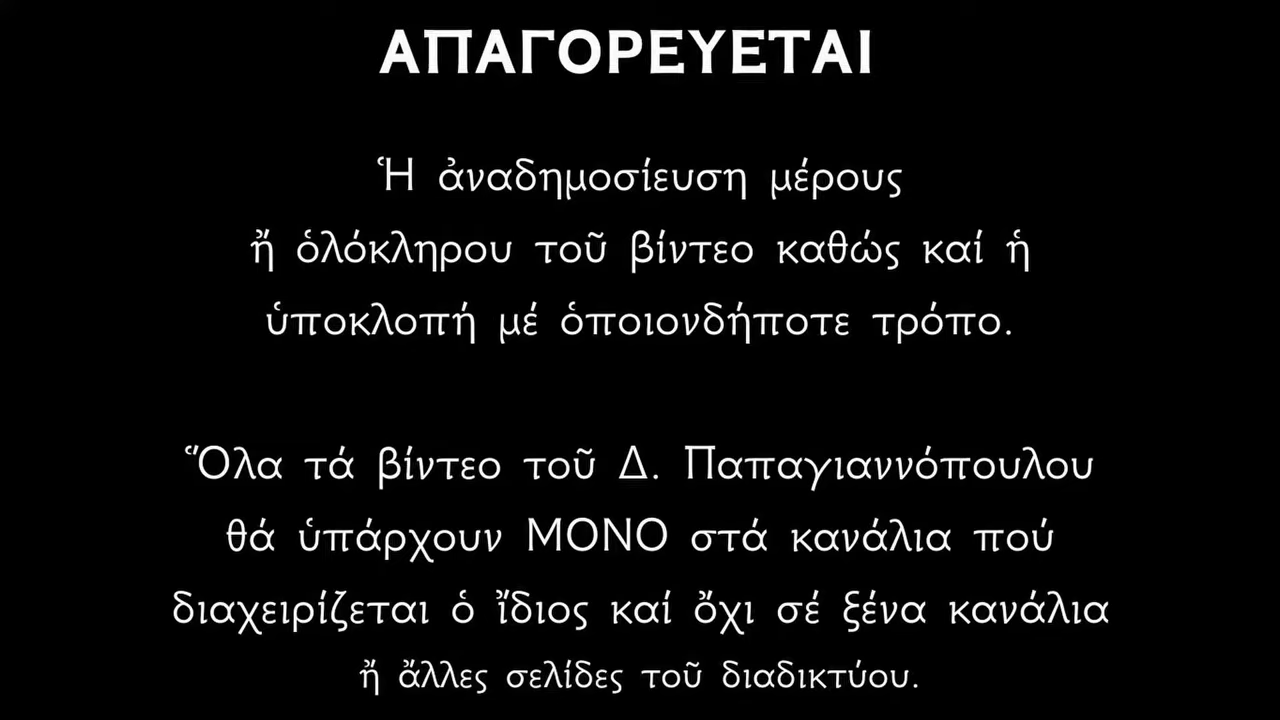 ΑΠΑΓΟΡΕΥΕΤΑΙ
Ἡ ἀναδημοσίευση μέρους
ἤ ὁλόκληρου τοῦ βίντεο καθώς καί ἡ
ὑποκλοπή μέ ὁποιονδήποτε τρόπο.
Ὅλα τά βίντεο τοῦ Δ. Παπαγιαννόπουλου
θά ὑπάρχουν ΜΟΝΟ στά κανάλια πού
διαχειρίζεται ὁ ἴδιος καί ὄχι σέ ξένα κανάλια
ἤ ἄλλες σελίδες τοῦ διαδικτύου.